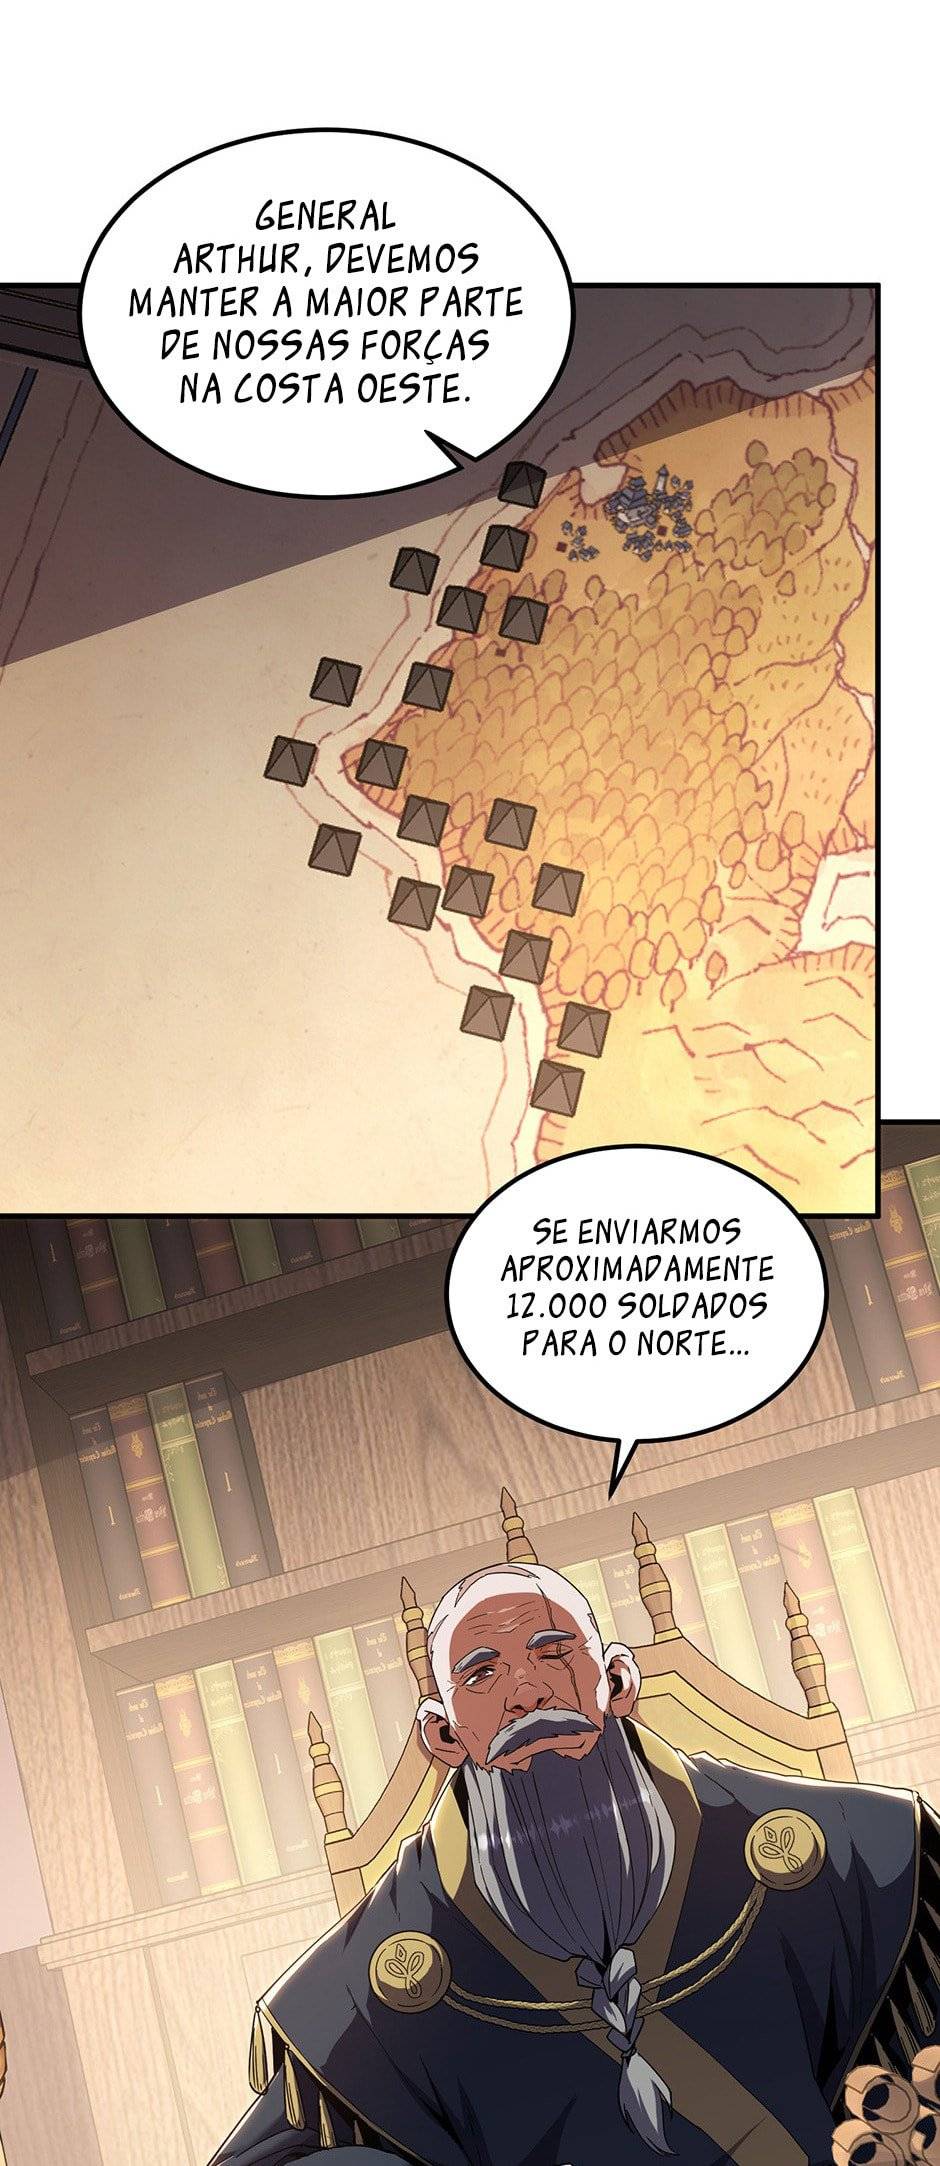 GENERAL
ARTHUR, DEVEMOS
MANTER A MAIOR PARTE
DE NOSSAS FORÇAS
NA COSTA OESTE.
SE ENVIARMOS
APROXIMADAMENTE
12.000 SOLDADOS
PARA O NORTE...